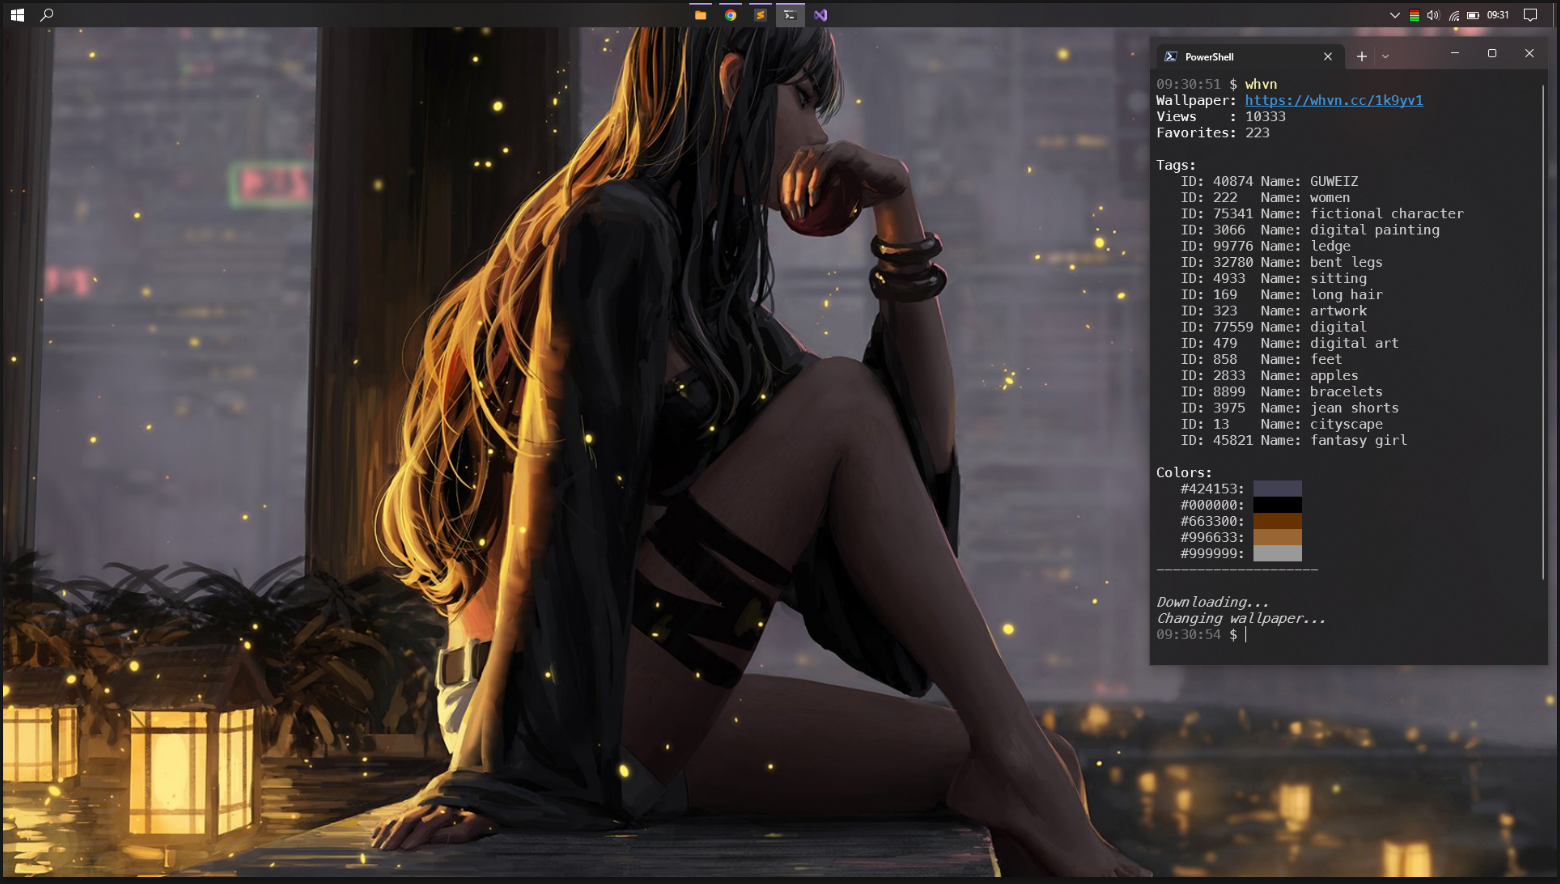 09:31
PowerShell
09:30:51 $ whvn
Wallpaper: https://whvn.cc/1k9yv1
Views    : 10333
Favorites: 223
Tags:
ID: 40874 Name: GUWEIZ
ID: 222   Name: women
ID: 75341 Name: fictional character
ID: 3066  Name: digital painting
ID: 99776 Name: ledge
ID: 32780 Name: bent legs
ID: 4933  Name: sitting
ID: 169   Name: long hair
ID: 323   Name: artwork
ID: 77559 Name: digital
ID: 479   Name: digital art
ID: 858   Name: feet
ID: 2833  Name: apples
ID: 8899  Name: bracelets
ID: 3975  Name: jean shorts
ID: 13    Name: cityscape
ID: 45821 Name: fantasy girl
Colors:
#424153:
#000000:
#663300:
#996633:
#999999:
--------------------
Downloading...
Changing wallpaper...
09:30:54 $